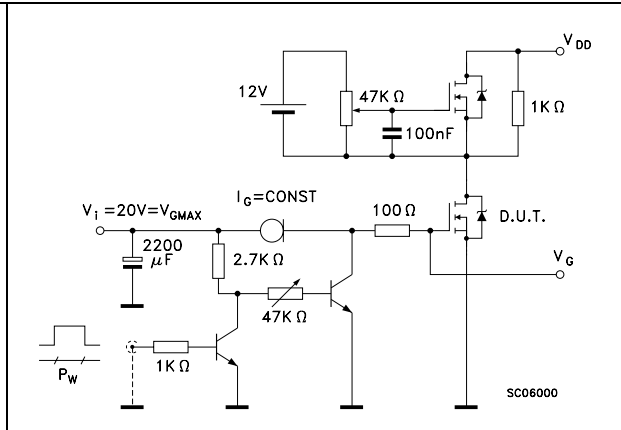 V DD
12V
47K Ω
1K Ω
100nF
I G =CONST
V i =20V=V GMAX
100 Ω
D.U.T.
2200
μF
2.7K Ω
V G
47K Ω
1K Ω
P W
SC06000